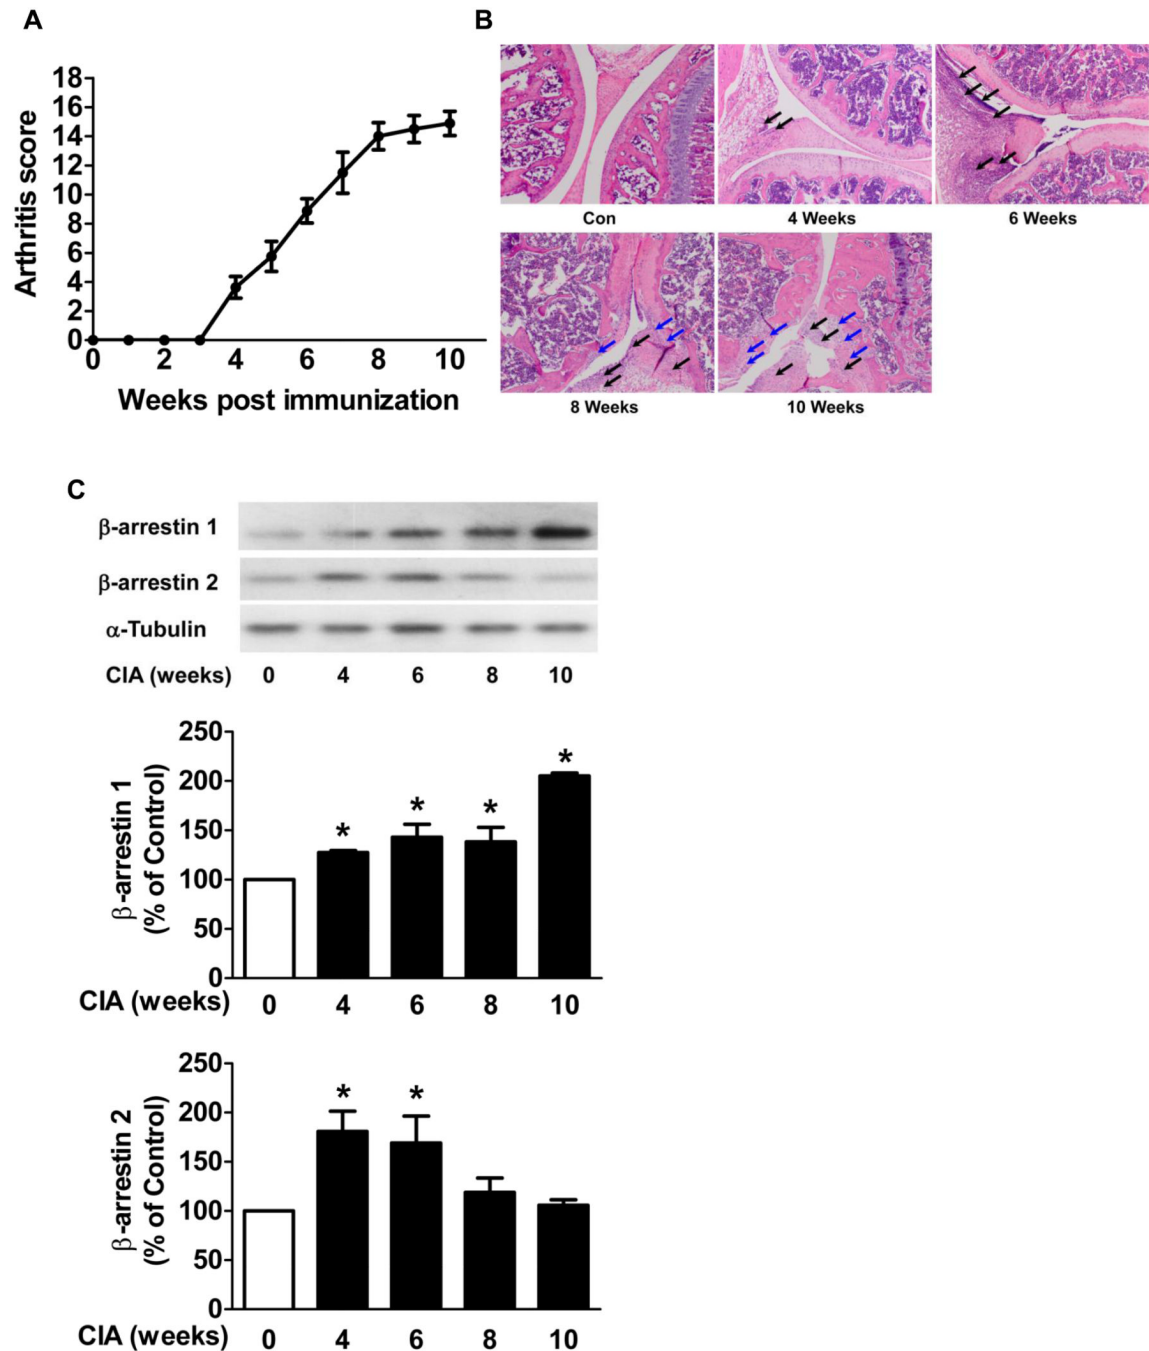 A
B
18
16
14
12
10
8
6
4
2
0
Arthritis score
0 2 4 6 8 10
Weeks post immunization
Con
4 Weeks
6 Weeks
8 Weeks
10 Weeks
C
β-arrestin 1
β-arrestin 2
α-Tubulin
CIA (weeks) 0 4 6 8 10
β-arrestin 1
(% of Control)
250
200
150
100
50
0
* * * *
CIA (weeks) 0 4 6 8 10
β-arrestin 2
(% of Control)
250
200
150
100
50
0
* *
CIA (weeks) 0 4 6 8 10